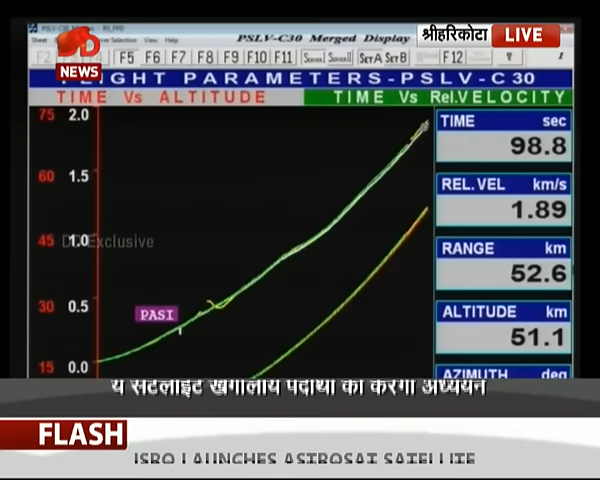 PSLV-C30 Merged Display
श्रीहरिकोटा LIVE
D
NEWS
F5 F6 F7 F8 F9 F10 F11 SET A SET B F12
FLIGHT PARAMETERS-PSLV-C30
TIME Vs ALTITUDE TIME Vs Rel.VELOCITY
75 2.0
60 1.5
45 1.0
30 0.5
15 0.0
Exclusive
PASI
TIME sec
98.8
REL.VEL km/s
1.89
RANGE km
52.6
ALTITUDE km
51.1
AZIMUTH deg
ये सैटेलाइट खगोलीय पदार्थों का करेगा अध्ययन
FLASH
ISRO LAUNCHES ASTROSAT SATELLITE